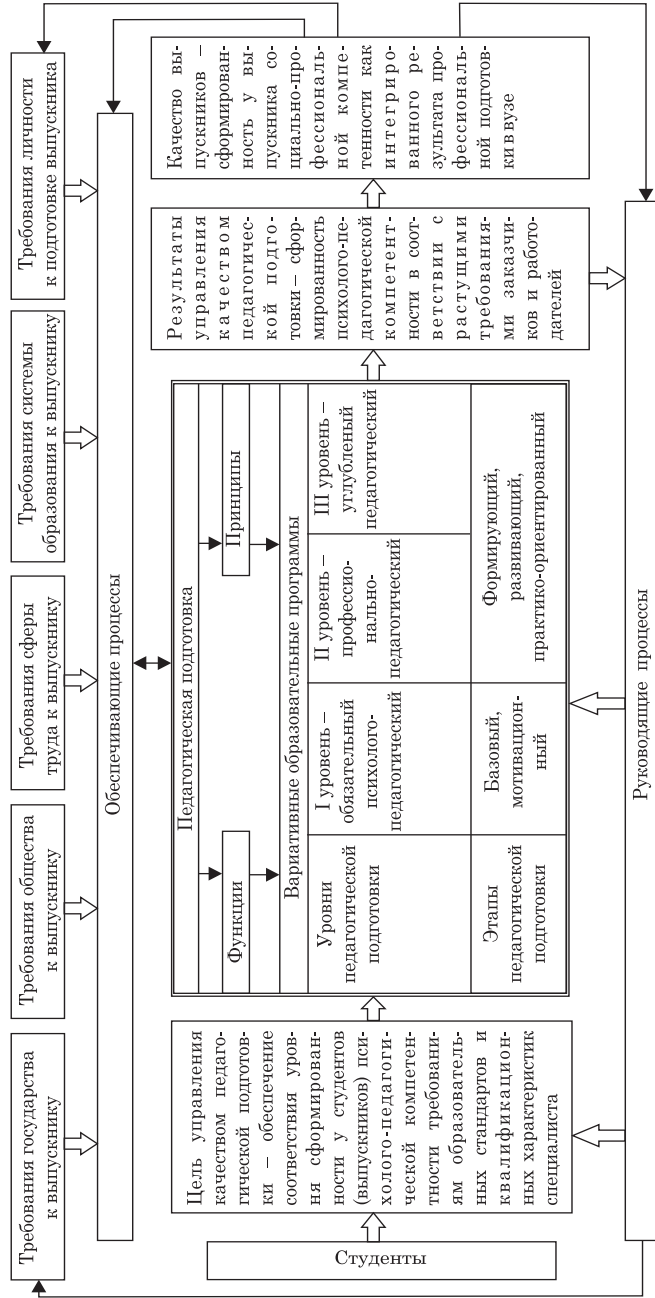 Требования государства
к выпускнику
Требования общества
к выпускнику
Требования сферы
труда к выпускнику
Требования системы
образования к выпускнику
Требования личности
к подготовке выпускника
Обеспечивающие процессы
Студенты
Цель управления
качеством педаго-
гической подготов-
ки – обеспечение
соответствия уров-
ня сформирован-
ности у студентов
(выпускников) пси-
холого-педагоги-
ческой компетен-
тности требовани-
ям образователь-
ных стандартов и
квалификацион-
ных характеристик
специалиста
Педагогическая подготовка
Функции
Принципы
Вариативные образовательные программы
Уровни
педагогической
подготовки
I уровень –
обязательный
психолого-
педагогический
II уровень –
профессио-
нально-
педагогический
III уровень –
углубленый
педагогический
Этапы
педагогической
подготовки
Базовый,
мотивацион-
ный
Формирующий,
развивающий,
практико-ориентированный
Результаты
управления
качеством
педагогичес-
кой подго-
товки – сфор-
мированность
психолого-пе-
дагогической
компетент-
ности в соот-
ветствии с
растущими
требования-
ми заказчи-
ков и работо-
дателей
Качество вы-
пускников –
сформирован-
ность у вы-
пускника со-
циально-про-
фессиональ-
ной компе-
тенности как
интегриро-
ванного ре-
зультата про-
фессиональ-
ной подготов-
ки в вузе
Руководящие процессы